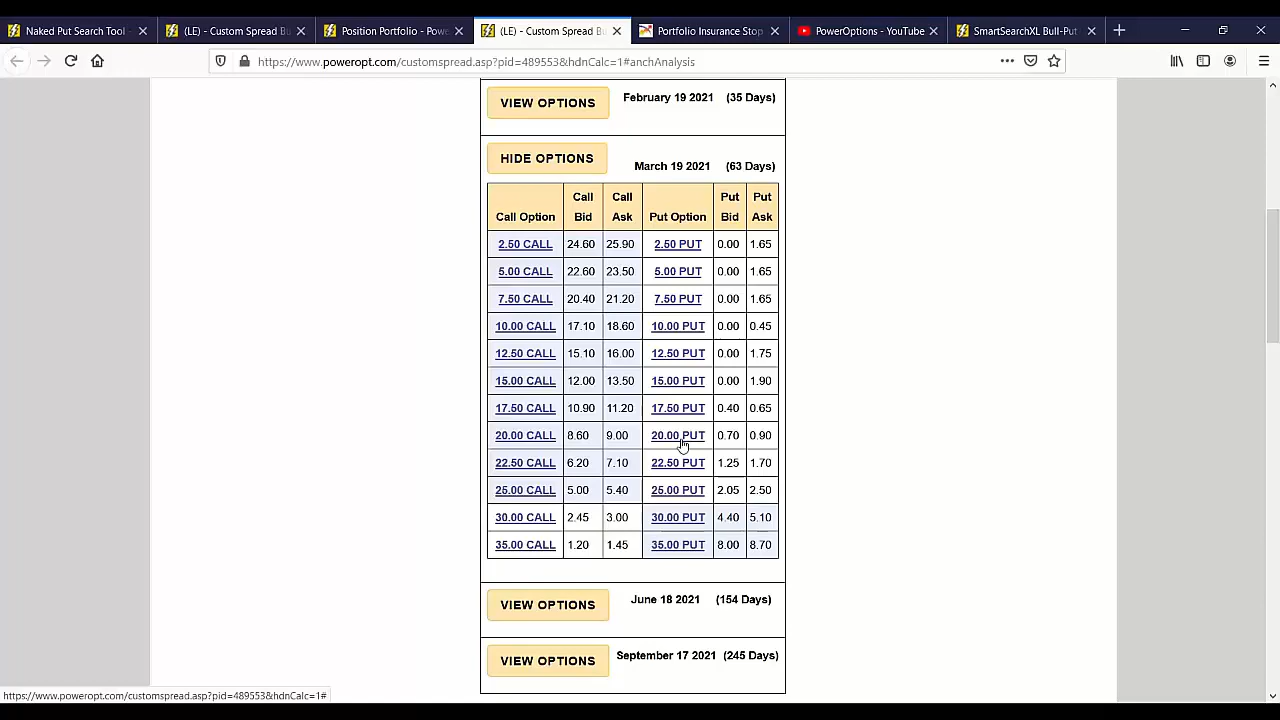 Naked Put Search Tool -
(LE) - Custom Spread Bu
Position Portfolio - Powe
(LE) - Custom Spread Bu
Portfolio Insurance Stop
PowerOptions - YouTube
SmartSearchXL Bull-Put
https://www.poweropt.com/customspread.asp?pid=489553&hdnCalc=1#anchAnalysis
VIEW OPTIONS February 19 2021 (35 Days)
HIDE OPTIONS March 19 2021 (63 Days)
Call Option Call Bid Call Ask Put Option Put Bid Put Ask
2.50 CALL 24.60 25.90 2.50 PUT 0.00 1.65
5.00 CALL 22.60 23.50 5.00 PUT 0.00 1.65
7.50 CALL 20.40 21.20 7.50 PUT 0.00 1.65
10.00 CALL 17.10 18.60 10.00 PUT 0.00 0.45
12.50 CALL 15.10 16.00 12.50 PUT 0.00 1.75
15.00 CALL 12.00 13.50 15.00 PUT 0.00 1.90
17.50 CALL 10.90 11.20 17.50 PUT 0.40 0.65
20.00 CALL 8.60 9.00 20.00 PUT 0.70 0.90
22.50 CALL 6.20 7.10 22.50 PUT 1.25 1.70
25.00 CALL 5.00 5.40 25.00 PUT 2.05 2.50
30.00 CALL 2.45 3.00 30.00 PUT 4.40 5.10
35.00 CALL 1.20 1.45 35.00 PUT 8.00 8.70
VIEW OPTIONS June 18 2021 (154 Days)
VIEW OPTIONS September 17 2021 (245 Days)
https://www.poweropt.com/customspread.asp?pid=489553&hdnCalc=1#